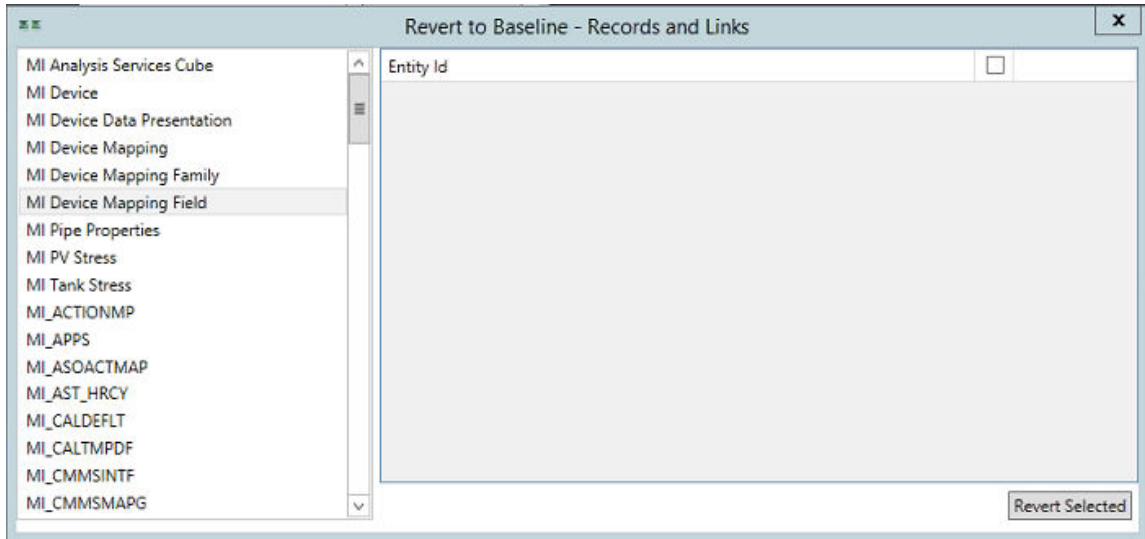 Revert to Baseline - Records and Links
x
MI Analysis Services Cube
MI Device
MI Device Data Presentation
MI Device Mapping
MI Device Mapping Family
MI Device Mapping Field
MI Pipe Properties
MI PV Stress
MI Tank Stress
MI_ACTIONMP
MI_APPS
MI_ASOACTMAP
MI_AST_HRCY
MI_CALDEFLT
MI_CALTMPDF
MI_CMMSINTF
MI_CMMSMAPG
Entity Id
Revert Selected